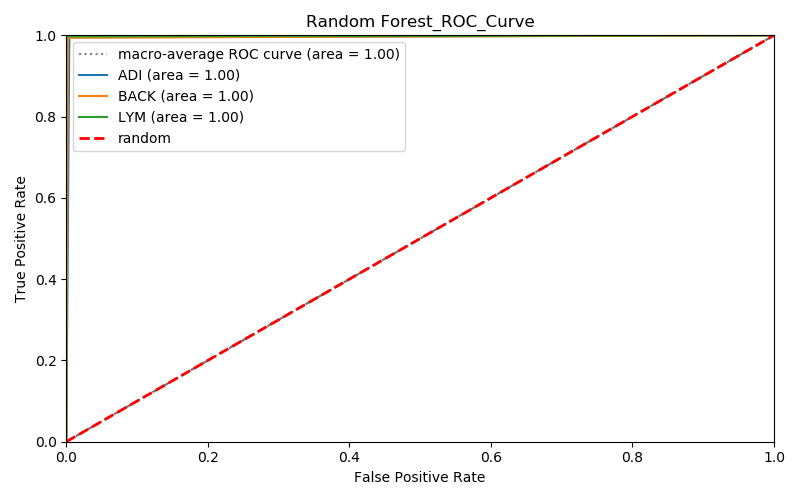 Random Forest_ROC_Curve
1.0
0.8
0.6
0.4
0.2
0.0
True Positive Rate
macro-average ROC curve (area = 1.00)
ADI (area = 1.00)
BACK (area = 1.00)
LYM (area = 1.00)
random
0.0 0.2 0.4 0.6 0.8 1.0
False Positive Rate